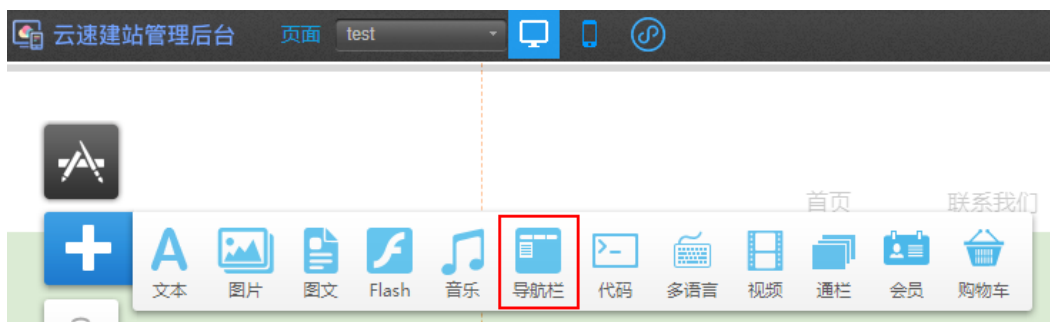 云速建站管理后台 页面 test
首页 联系我们
文本 图片 图文 Flash 音乐 导航栏 代码 多语言 视频 通栏 会员 购物车